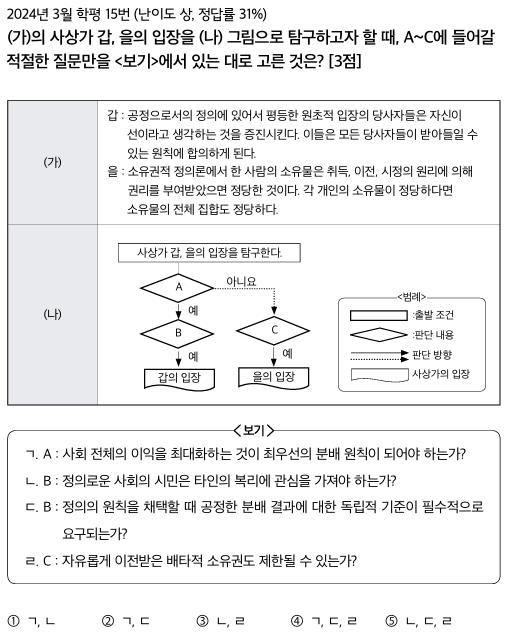 2024년 3월 학평 15번 (난이도 상, 정답률 31%)
(가)의 사상가 갑, 을의 입장을 (나) 그림으로 탐구하고자 할 때, A~C에 들어갈
적절한 질문만을 <보기>에서 있는 대로 고른 것은? [3점]
(가)
갑 : 공정으로서의 정의에 있어서 평등한 원초적 입장의 당사자들은 자신이
선이라고 생각하는 것을 증진시킨다. 이들은 모든 당사자들이 받아들일 수
있는 원칙에 합의하게 된다.
을 : 소유권적 정의론에서 한 사람의 소유물은 취득, 이전, 시정의 원리에 의해
권리를 부여받았으면 정당한 것이다. 각 개인의 소유물이 정당하다면
소유물의 전체 집합도 정당하다.
(나)
사상가 갑, 을의 입장을 탐구한다.
A
아니요
예
B
C
예
예
갑의 입장
을의 입장
<범례>
:출발 조건
:판단 내용
:판단 방향
:사상가의 입장
<보기>
ㄱ. A : 사회 전체의 이익을 최대화하는 것이 최우선의 분배 원칙이 되어야 하는가?
ㄴ. B : 정의로운 사회의 시민은 타인의 복리에 관심을 가져야 하는가?
ㄷ. B : 정의의 원칙을 채택할 때 공정한 분배 결과에 대한 독립적 기준이 필수적으로
요구되는가?
ㄹ. C : 자유롭게 이전받은 배타적 소유권도 제한될 수 있는가?
① ㄱ, ㄴ ② ㄱ, ㄷ ③ ㄴ, ㄹ ④ ㄱ, ㄷ, ㄹ ⑤ ㄴ, ㄷ, ㄹ